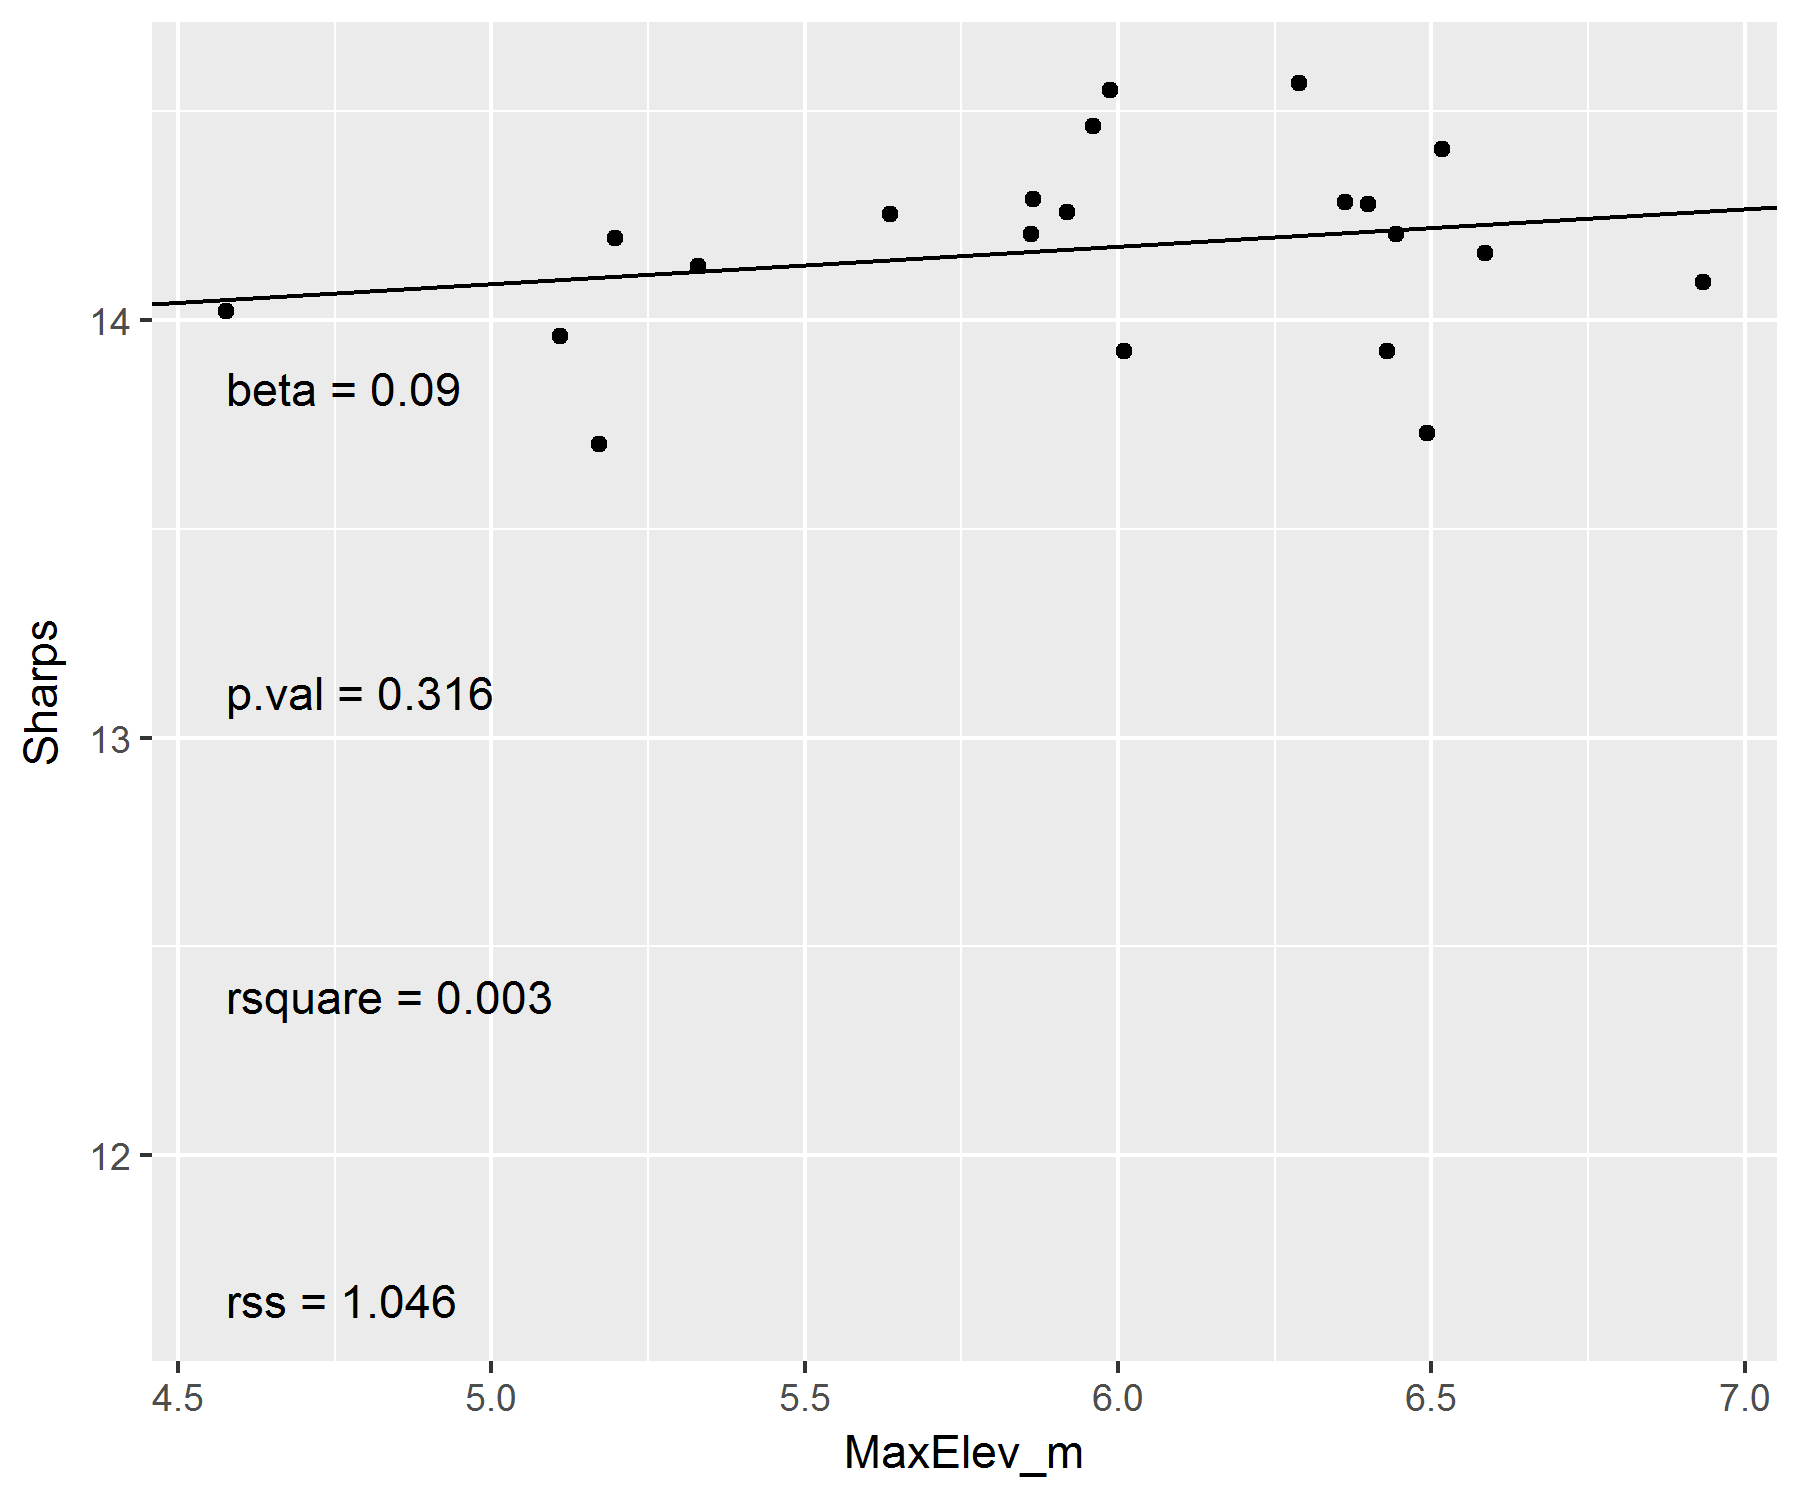 14
beta = 0.09
p.val = 0.316
13
Sharps
rsquare = 0.003
12
rss = 1.046
4.5 5.0 5.5 6.0 6.5 7.0
MaxElev_m